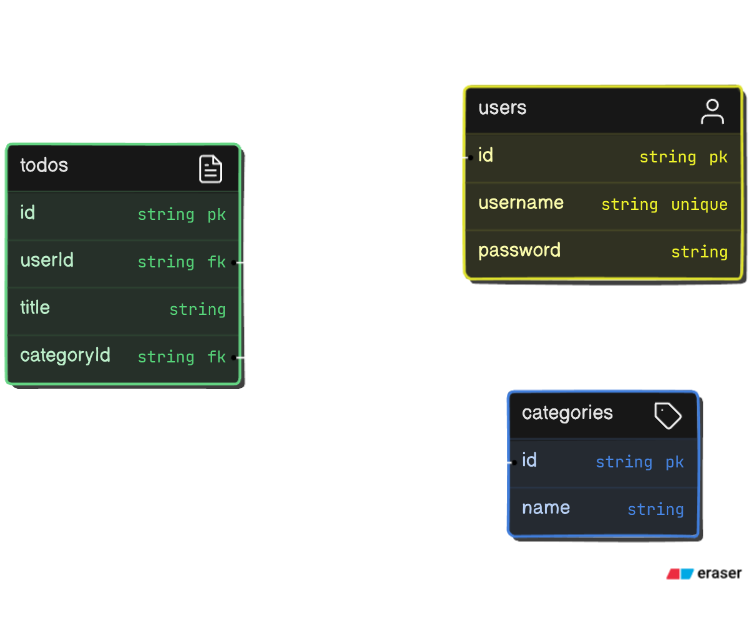 todos
id string pk
userId string fk
title string
categoryId string fk
users
id string pk
username string unique
password string
categories
id string pk
name string
eraser